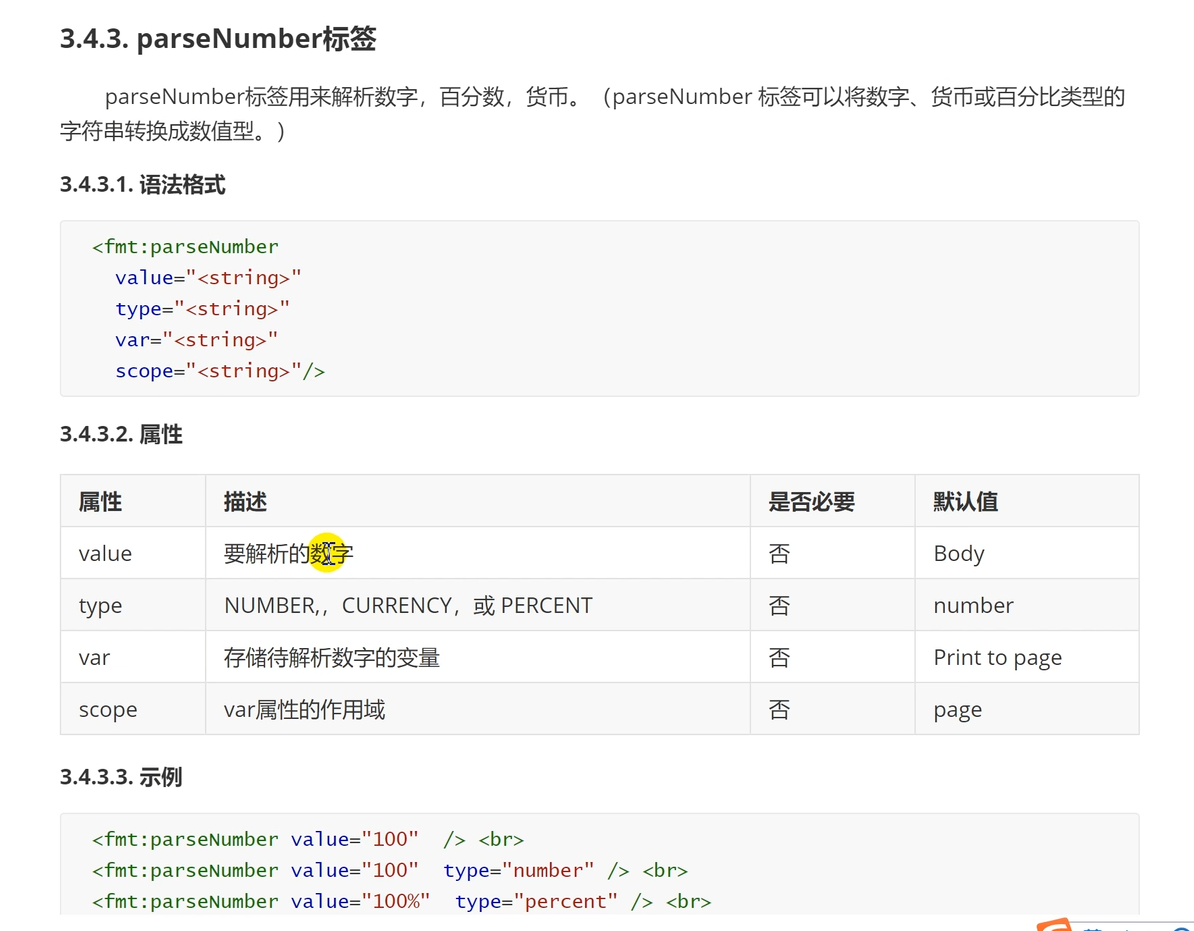 3.4.3. parseNumber标签
parseNumber标签用来解析数字，百分数，货币。（parseNumber 标签可以将数字、货币或百分比类型的
字符串转换成数值型。）
3.4.3.1. 语法格式
<fmt:parseNumber
value="<string>"
type="<string>"
var="<string>"
scope="<string>"/>
3.4.3.2. 属性
属性 描述 是否必要 默认值
value 要解析的数字 否 Body
type NUMBER,，CURRENCY，或 PERCENT 否 number
var 存储待解析数字的变量 否 Print to page
scope var属性的作用域 否 page
3.4.3.3. 示例
<fmt:parseNumber value="100"  /> <br>
<fmt:parseNumber value="100"  type="number" /> <br>
<fmt:parseNumber value="100%"  type="percent" /> <br>